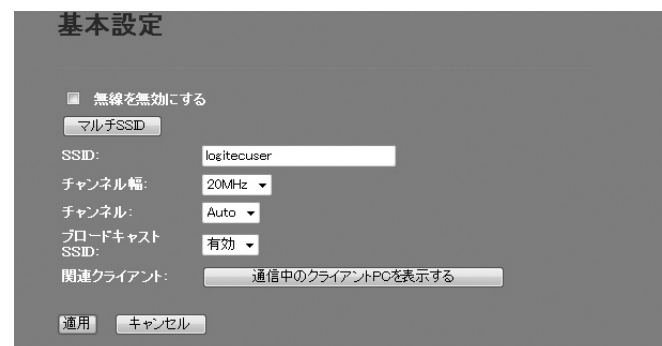 基本設定
無線を無効にする
マルチSSID
SSID: logitecuser
チャンネル幅: 20MHz
チャンネル: Auto
ブロードキャスト
SSID: 有効
関連クライアント: 通信中のクライアントPCを表示する
適用 キャンセル